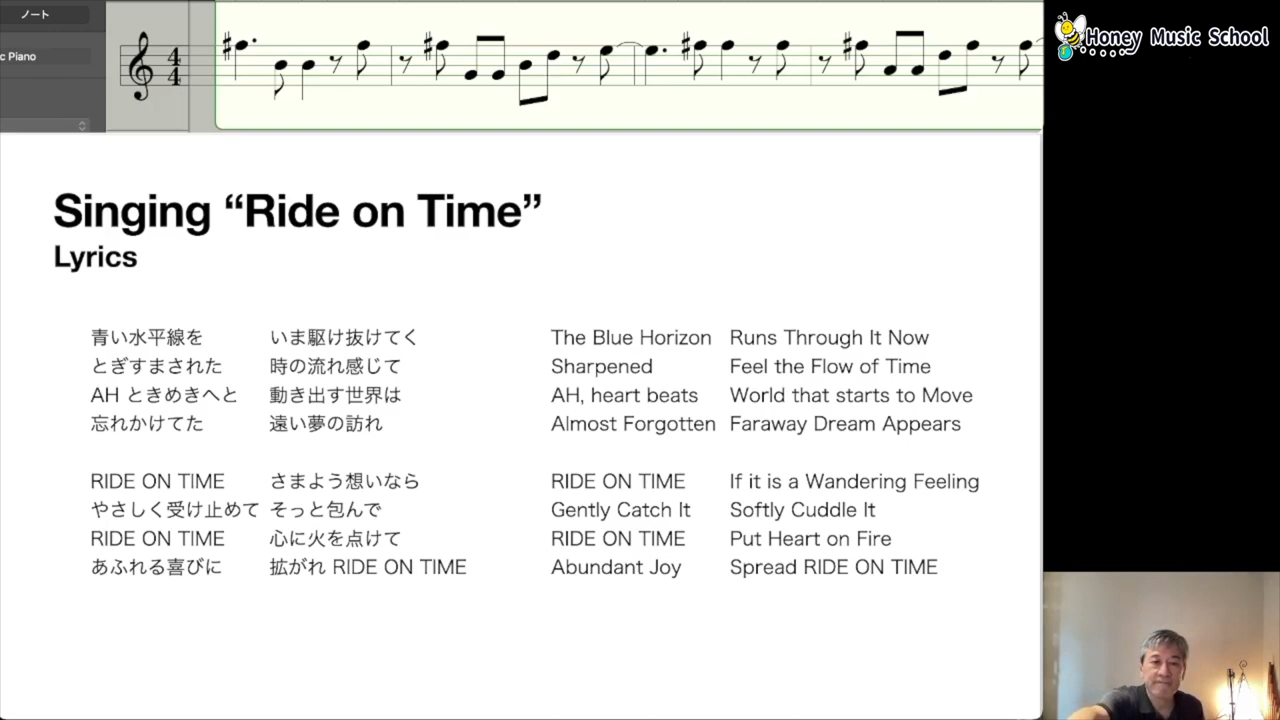 ノート
c Piano
Honey Music School
Singing “Ride on Time”
Lyrics
青い水平線を いま駆け抜けてく
とぎすまされた 時の流れ感じて
AH ときめきへと 動き出す世界は
忘れかけてた 遠い夢の訪れ
RIDE ON TIME さまよう想いなら
やさしく受け止めて そっと包んで
RIDE ON TIME 心に火を点けて
あふれる喜びに 拡がれ RIDE ON TIME
The Blue Horizon Runs Through It Now
Sharpened Feel the Flow of Time
AH, heart beats World that starts to Move
Almost Forgotten Faraway Dream Appears
RIDE ON TIME If it is a Wandering Feeling
Gently Catch It Softly Cuddle It
RIDE ON TIME Put Heart on Fire
Abundant Joy Spread RIDE ON TIME